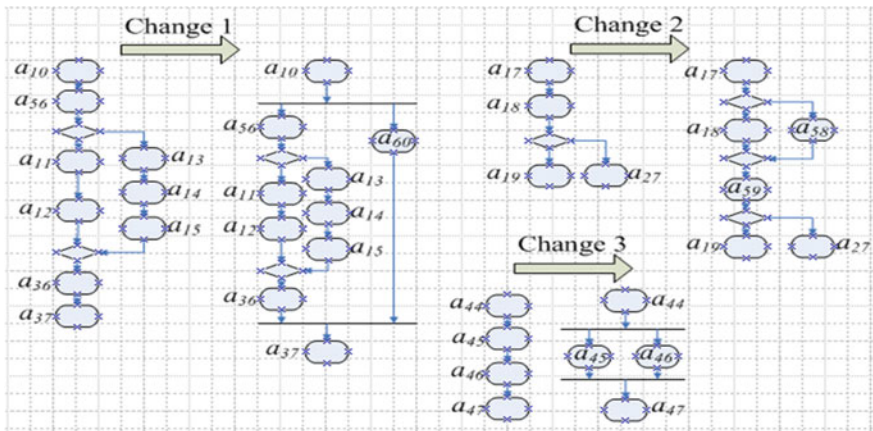 Change 1
a10
a56
a11
a13
a12
a14
a15
a36
a37
a10
a56
a60
a13
a11
a14
a12
a15
a36
a37
Change 2
a17
a18
a19
a27
a17
a18
a58
a59
a19
a27
Change 3
a44
a45
a46
a47
a44
a45
a46
a47